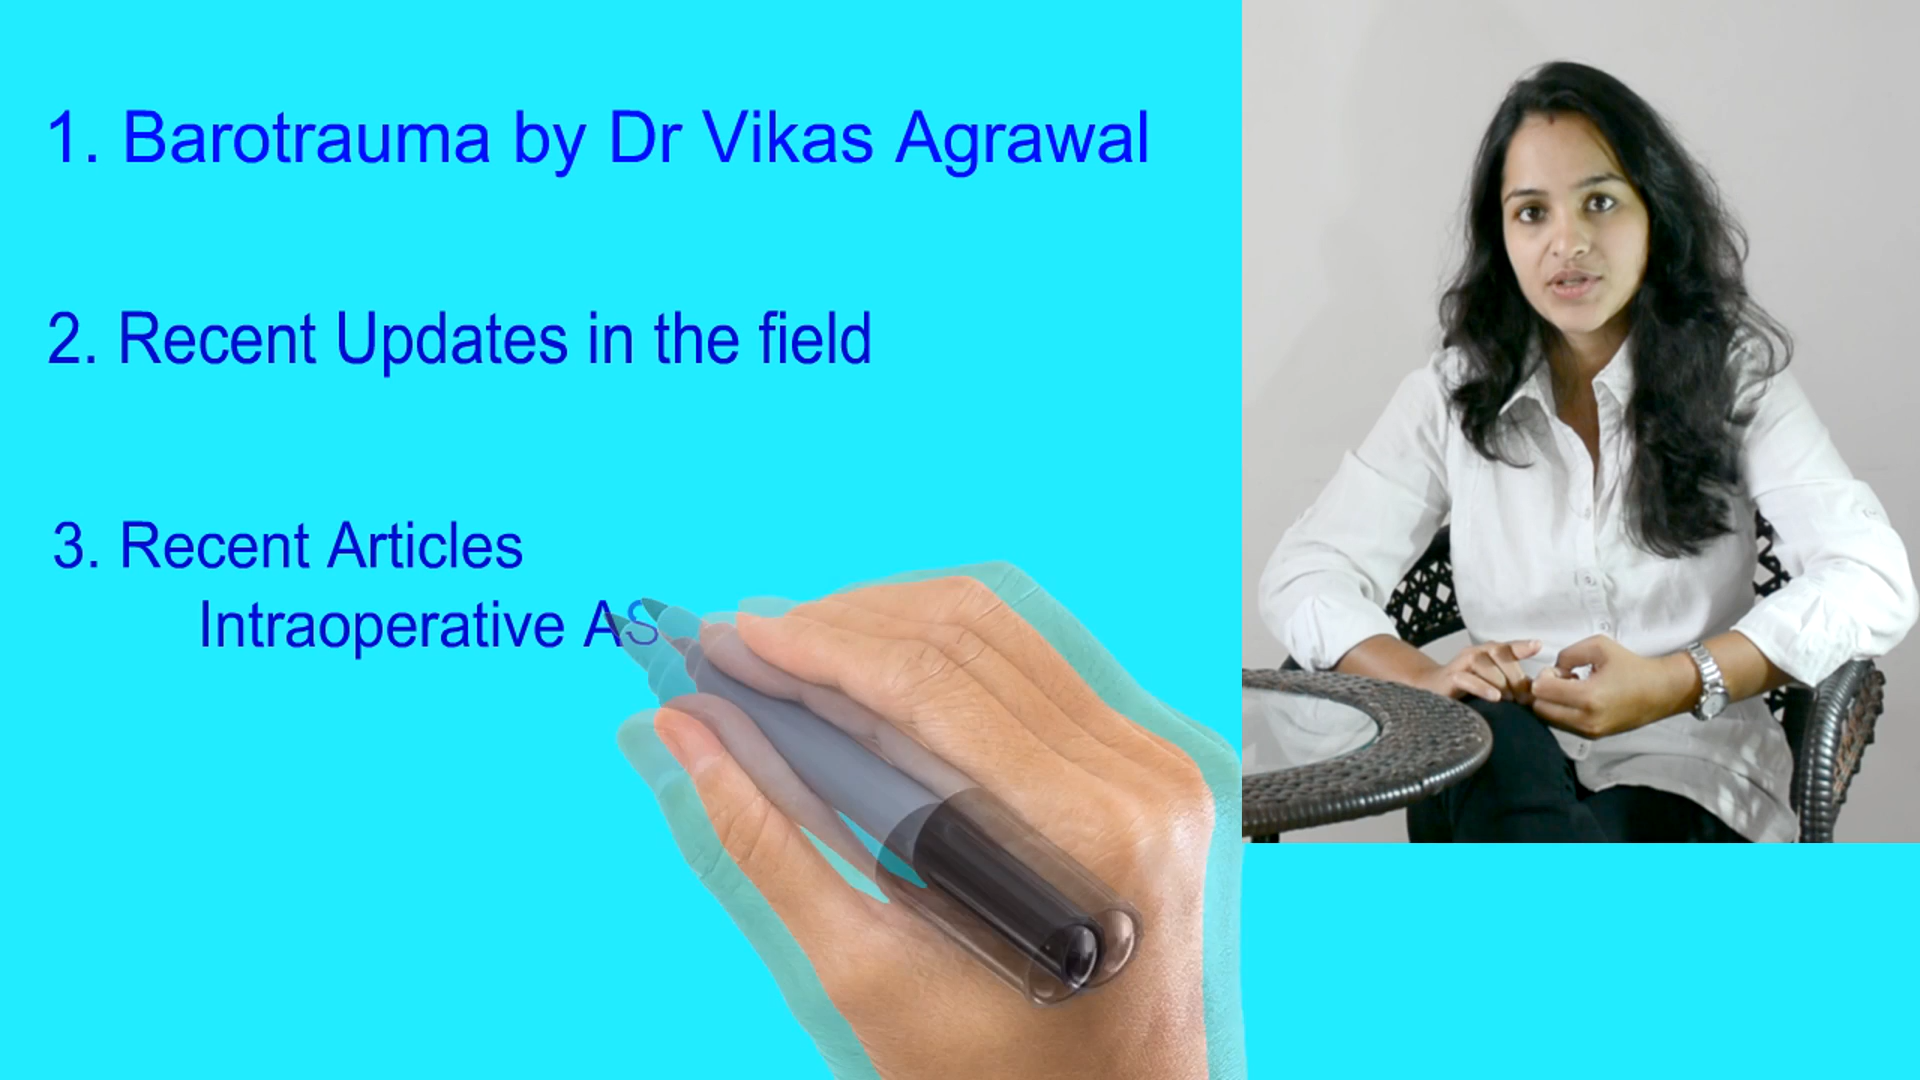 1. Barotrauma by Dr Vikas Agrawal
2. Recent Updates in the field
3. Recent Articles
Intraoperative AS